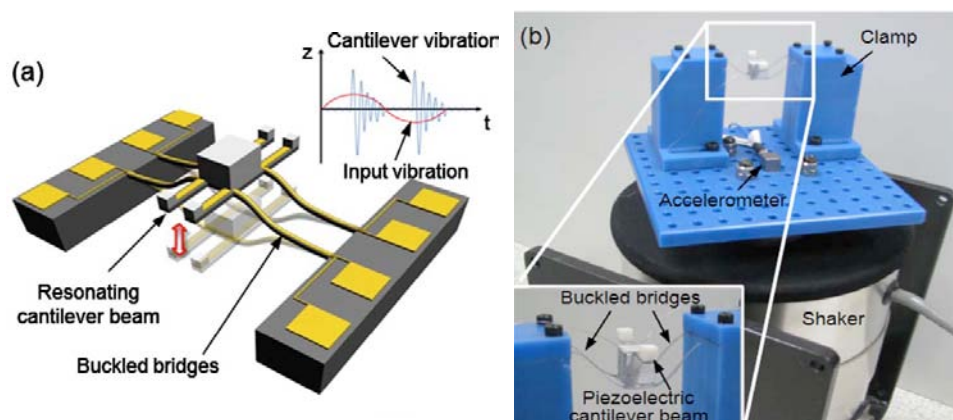 (a)
Cantilever vibration
z
t
Input vibration
Resonating
cantilever beam
Buckled bridges
(b)
Clamp
Accelerometer
Shaker
Buckled bridges
Piezoelectric
cantilever beam